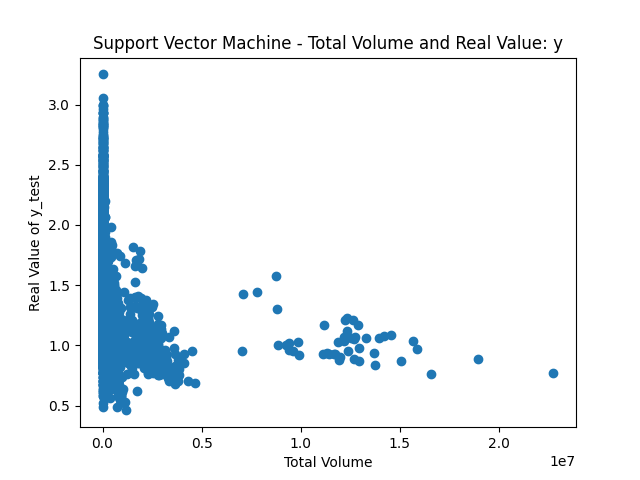 Support Vector Machine - Total Volume and Real Value: y
Real Value of y_test
3.0
2.5
2.0
1.5
1.0
0.5
0.0 0.5 1.0 1.5 2.0
1e7
Total Volume